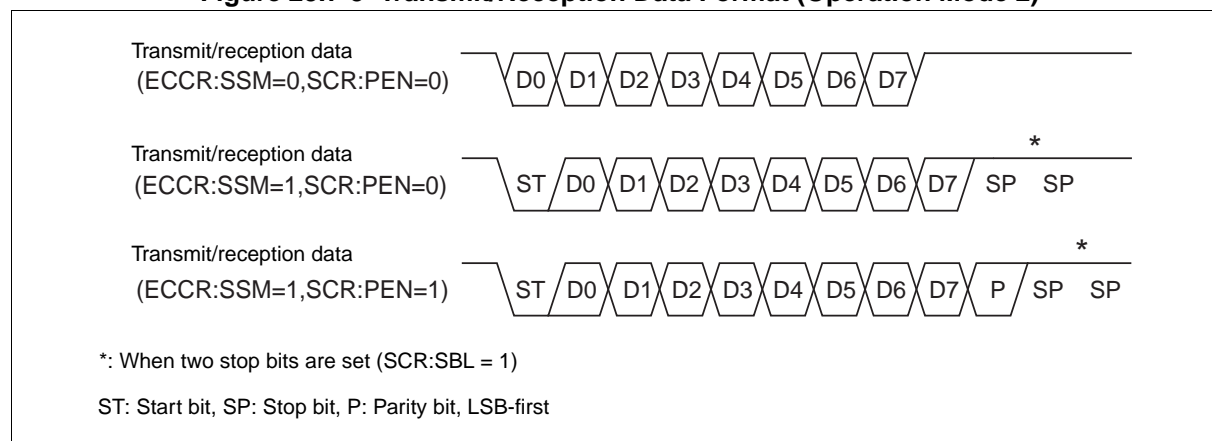 Figure Transmit/Reception Data Format (Operation Mode 2)
Transmit/reception data
(ECCR:SSM=0,SCR:PEN=0) D0 D1 D2 D3 D4 D5 D6 D7
*
Transmit/reception data
(ECCR:SSM=1,SCR:PEN=0) ST D0 D1 D2 D3 D4 D5 D6 D7 SP SP
*
Transmit/reception data
(ECCR:SSM=1,SCR:PEN=1) ST D0 D1 D2 D3 D4 D5 D6 D7 P SP SP
*: When two stop bits are set (SCR:SBL = 1)
ST: Start bit, SP: Stop bit, P: Parity bit, LSB-first